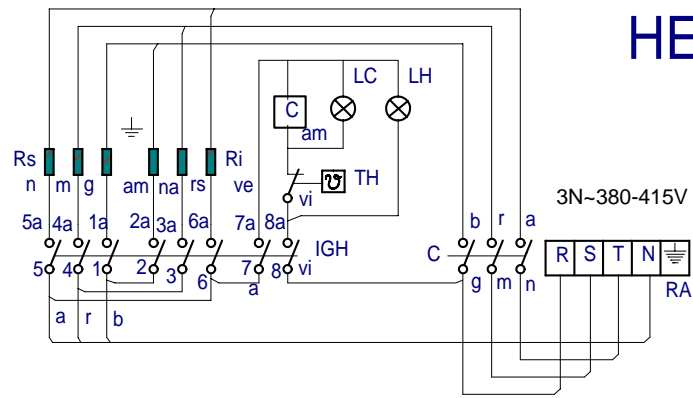 HE
LC LH
C
am
Rs Ri TH
n m g am na rs ve vi
3N~380-415V
5a 4a 1a 2a 3a 6a 7a 8a b r a
IGH C R S T N
5 4 1 2 3 6 7 8 vi
g m n RA
a r b a